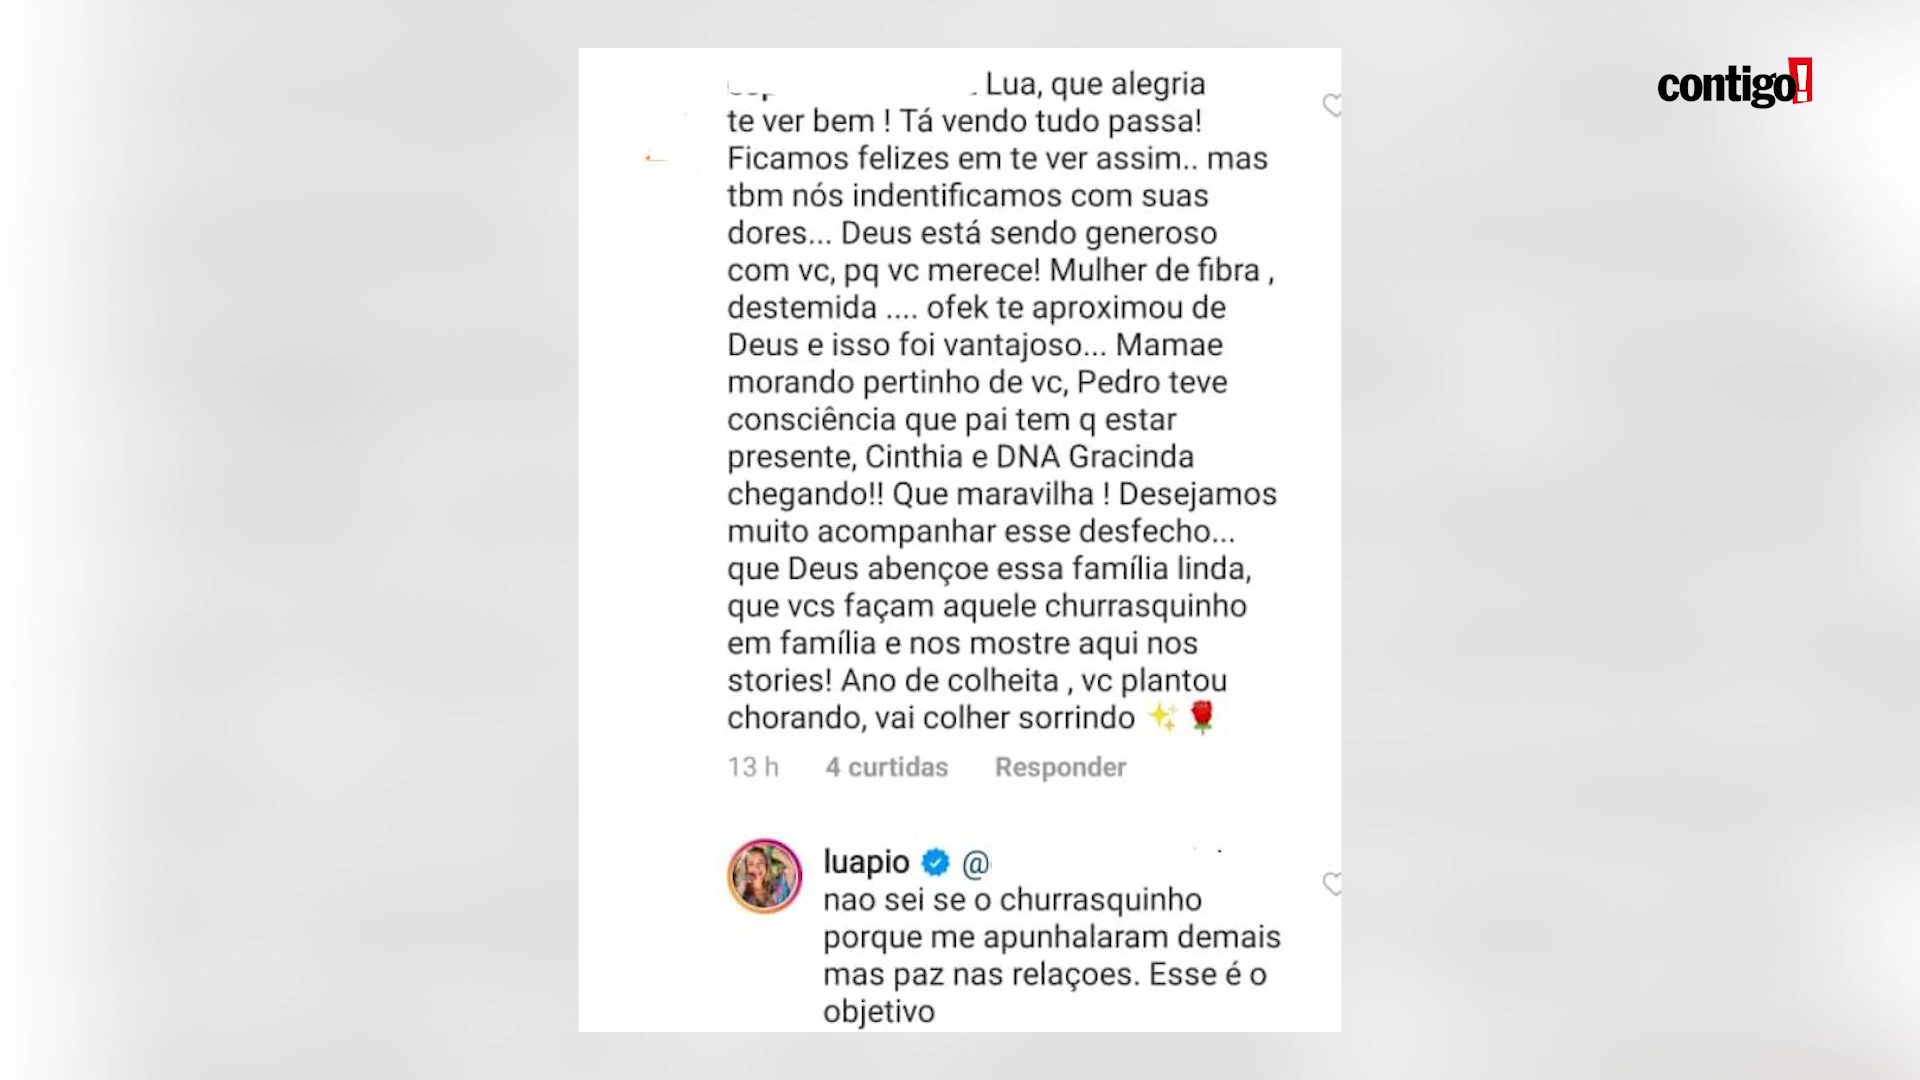 contigo!
Lua, que alegria
te ver bem ! Tá vendo tudo passa!
Ficamos felizes em te ver assim.. mas
tbm nós indentificamos com suas
dores... Deus está sendo generoso
com vc, pq vc merece! Mulher de fibra ,
destemida .... ofek te aproximou de
Deus e isso foi vantajoso... Mamae
morando pertinho de vc, Pedro teve
consciência que pai tem q estar
presente, Cinthia e DNA Gracinda
chegando!! Que maravilha ! Desejamos
muito acompanhar esse desfecho...
que Deus abençoe essa família linda,
que vcs façam aquele churrasquinho
em família e nos mostre aqui nos
stories! Ano de colheita , vc plantou
chorando, vai colher sorrindo ✨🌹
13 h 4 curtidas Responder
luapio @
nao sei se o churrasquinho
porque me apunhalaram demais
mas paz nas relaçoes. Esse é o
objetivo